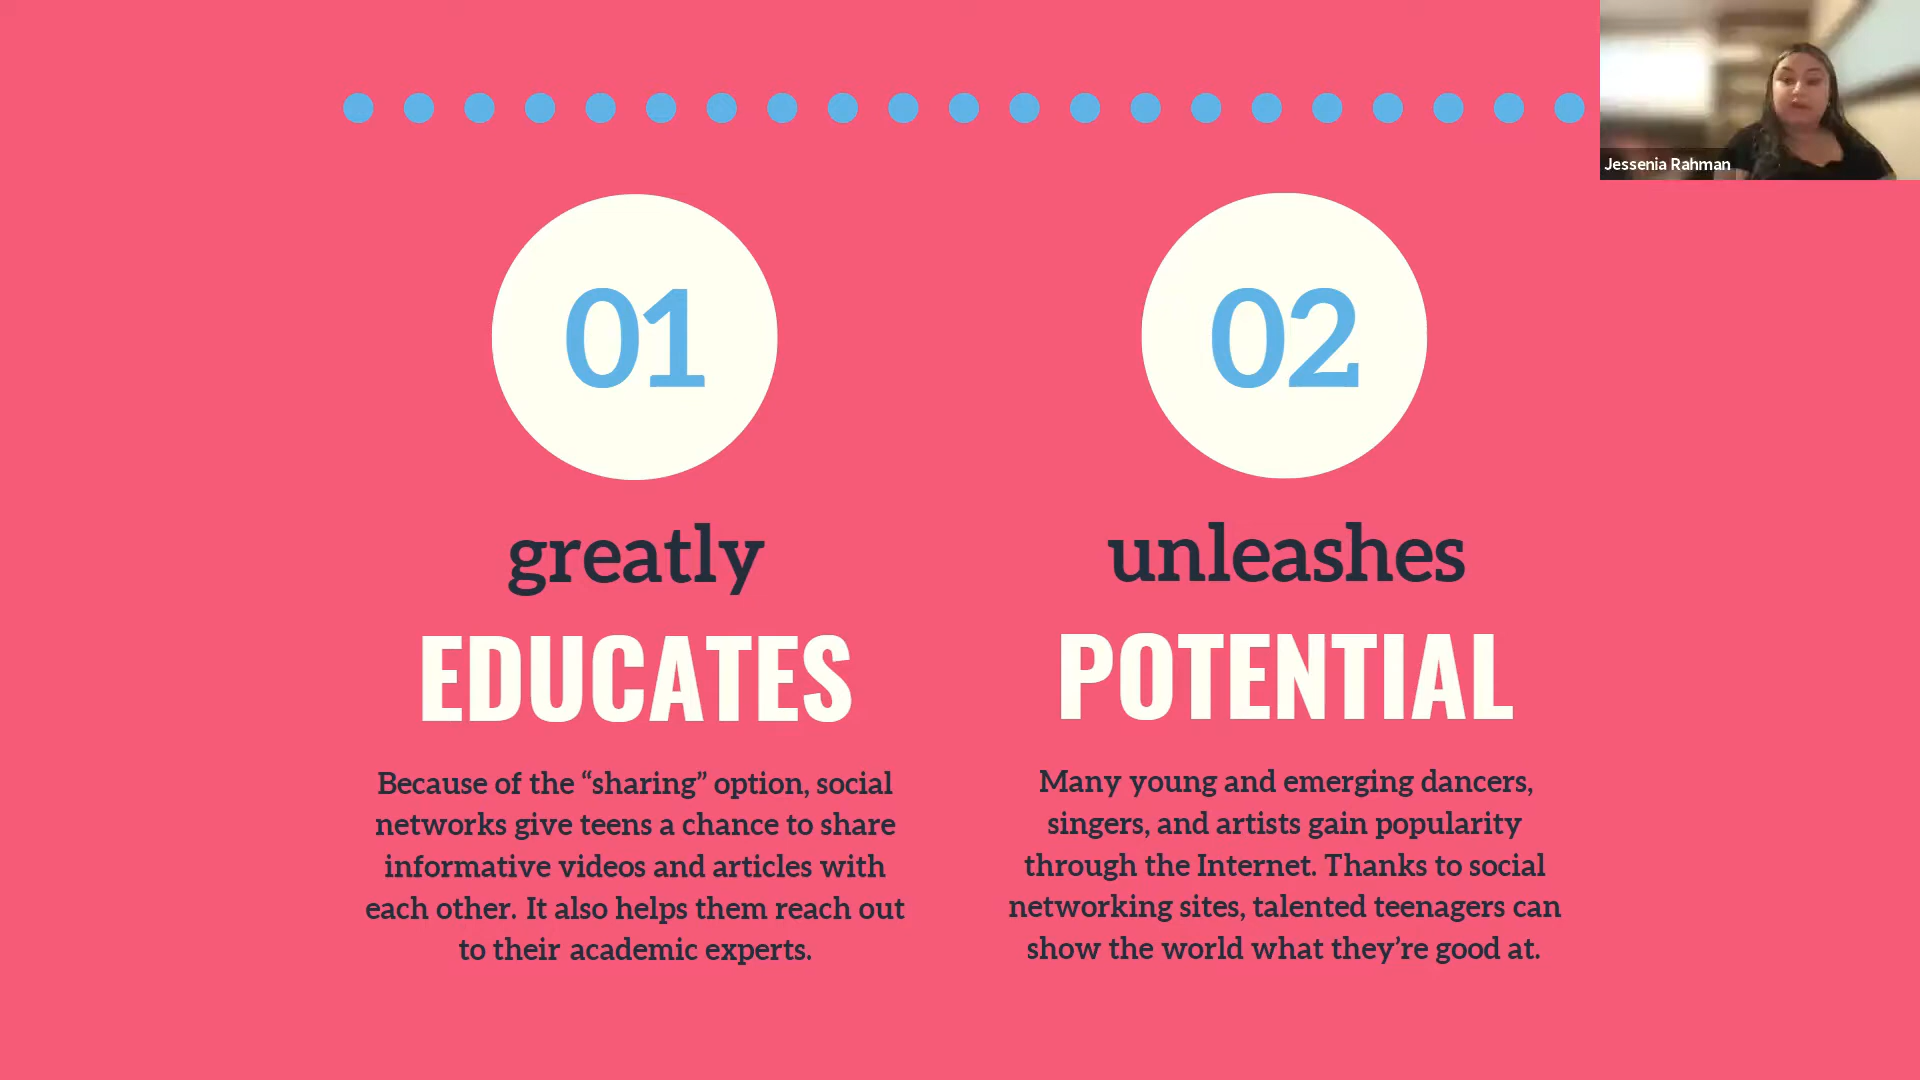 Jessenia Rahman
01
greatly
EDUCATES
Because of the “sharing” option, social
networks give teens a chance to share
informative videos and articles with
each other. It also helps them reach out
to their academic experts.
02
unleashes
POTENTIAL
Many young and emerging dancers,
singers, and artists gain popularity
through the Internet. Thanks to social
networking sites, talented teenagers can
show the world what they’re good at.